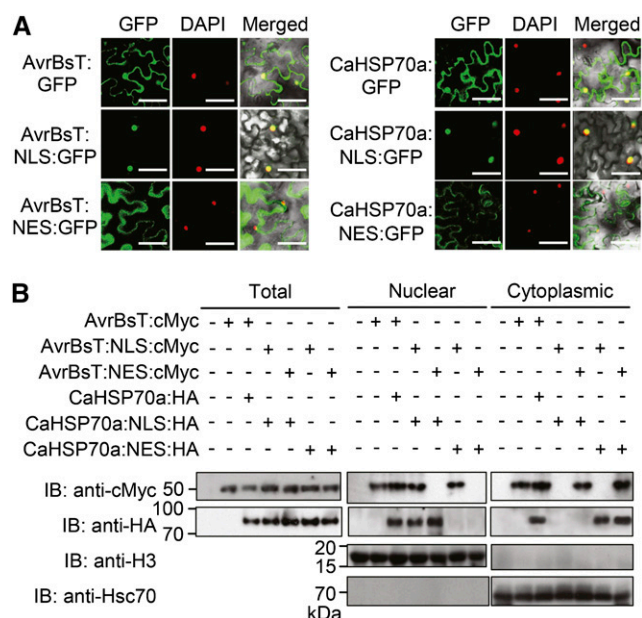 A
GFP DAPI Merged
AvrBsT:
GFP
AvrBsT:
NLS:GFP
AvrBsT:
NES:GFP
GFP DAPI Merged
CaHSP70a:
GFP
CaHSP70a:
NLS:GFP
CaHSP70a:
NES:GFP
B
Total Nuclear Cytoplasmic
AvrBsT:cMyc - + + - - - - - + + - - - - - + + - - - -
AvrBsT:NLS:cMyc - - - + - + - - - - + - + - - - - + - + -
AvrBsT:NES:cMyc - - - - + - + - - - - + - + - - - - + - +
CaHSP70a:HA - - + - - - - - - + - - - - - - + - - - -
CaHSP70a:NLS:HA - - - + + - - - - - + + - - - - - + + - -
CaHSP70a:NES:HA - - - - - + + - - - - - + + - - - - - + +
IB: anti-cMyc 50
IB: anti-HA 100
70
IB: anti-H3 20
15
IB: anti-Hsc70 70
kDa